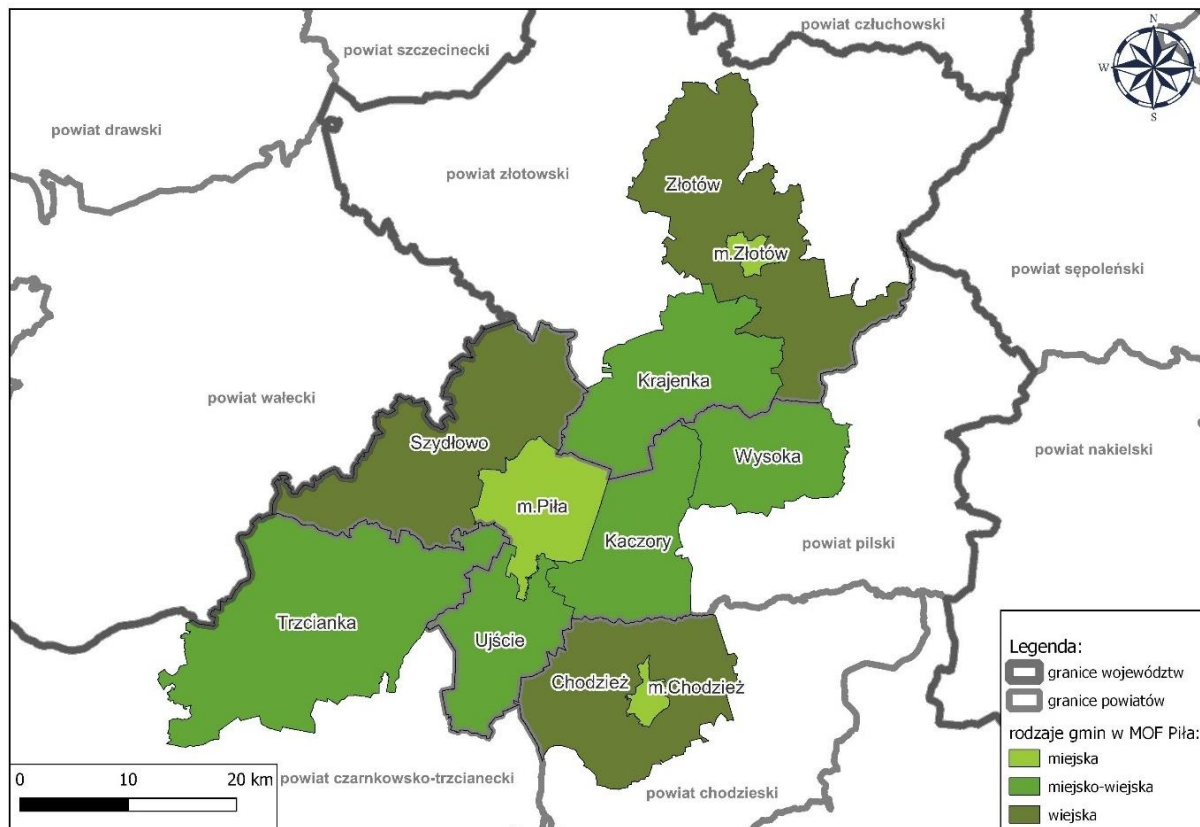 powiat szczecinecki
powiat człuchowski
N
W
E
S
powiat drawski
powiat złotowski
Złotów
m.Złotów
powiat sępoleński
powiat wałecki
Krajenka
Szydłowo
Wysoka
powiat nakielski
m.Piła
Kaczory
powiat pilski
Trzcianka
Ujście
Chodzież
m.Chodzież
powiat czarnkowsko-trzcianecki
powiat chodzieski
0 10 20 km
Legenda:
granice województw
granice powiatów
rodzaje gmin w MOF Piła:
miejska
miejsko-wiejska
wiejska